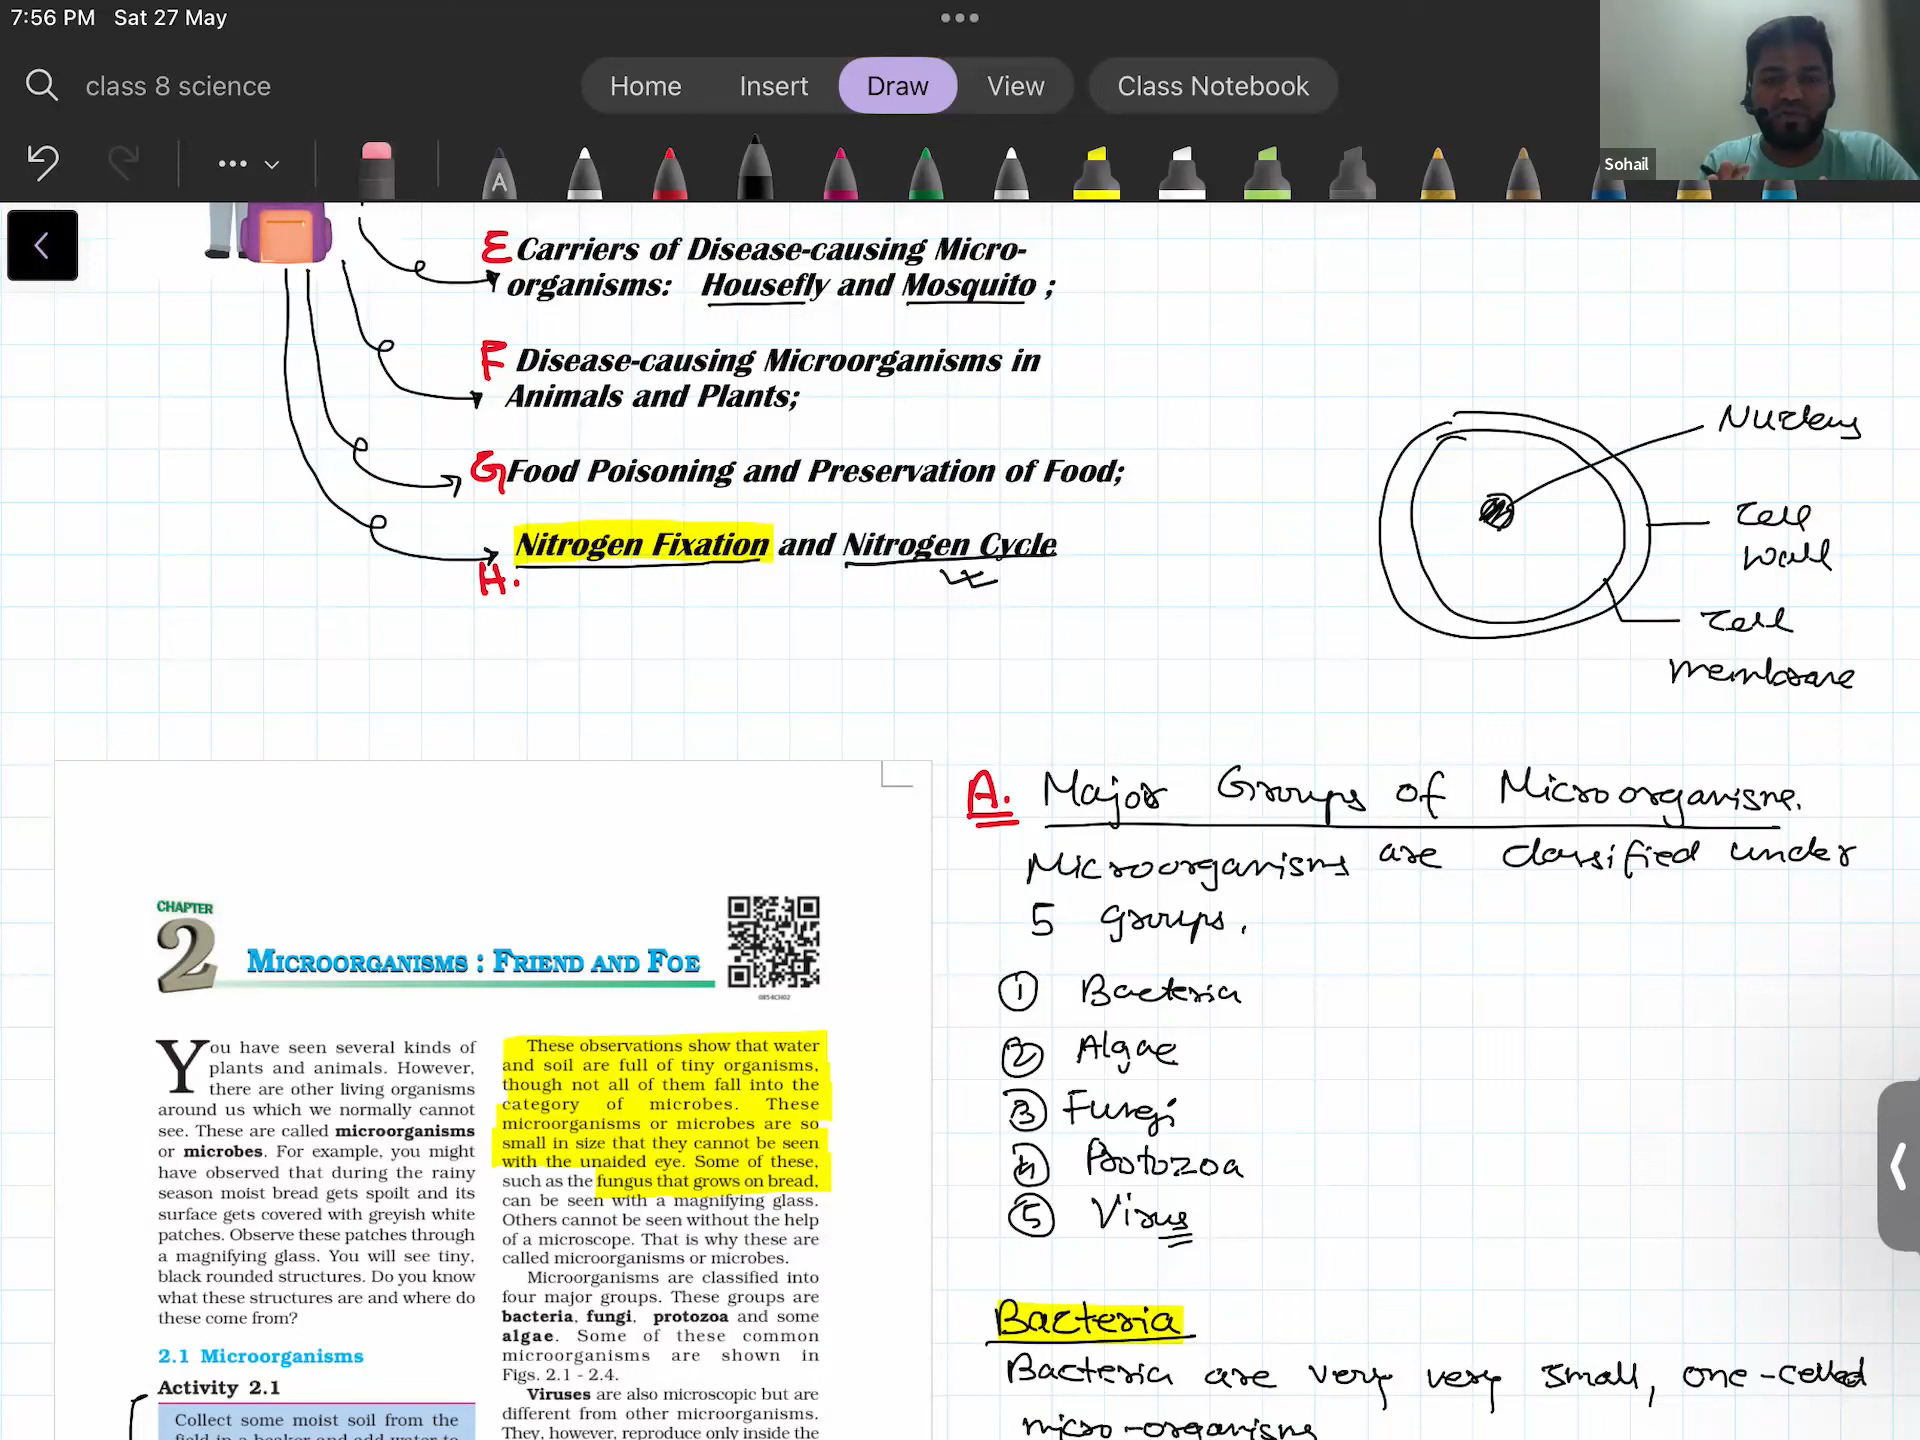 7:56 PM Sat 27 May
class 8 science
Home Insert Draw View Class Notebook
Sohail
A
E Carriers of Disease-causing Micro-
organisms: Housefly and Mosquito ;
F Disease-causing Microorganisms in
Animals and Plants;
G Food Poisoning and Preservation of Food;
H. Nitrogen Fixation and Nitrogen Cycle
Nucleus
Cell
wall
Cell
membrane
A. Major Groups of Microorganisms.
Microorganisms are classified under
5 groups.
1 Bacteria
2 Algae
3 Fungi
4 Protozoa
5 Virus
Bacteria
Bacteria are very very small, one-celled
micro-organisms
CHAPTER
2
MICROORGANISMS : FRIEND AND FOE
0854CH02
You have seen several kinds of
plants and animals. However,
there are other living organisms
around us which we normally cannot
see. These are called microorganisms
or microbes. For example, you might
have observed that during the rainy
season moist bread gets spoilt and its
surface gets covered with greyish white
patches. Observe these patches through
a magnifying glass. You will see tiny,
black rounded structures. Do you know
what these structures are and where do
these come from?
2.1 Microorganisms
Activity 2.1
Collect some moist soil from the
field in a beaker and add water to
These observations show that water
and soil are full of tiny organisms,
though not all of them fall into the
category of microbes. These
microorganisms or microbes are so
small in size that they cannot be seen
with the unaided eye. Some of these,
such as the fungus that grows on bread,
can be seen with a magnifying glass.
Others cannot be seen without the help
of a microscope. That is why these are
called microorganisms or microbes.
Microorganisms are classified into
four major groups. These groups are
bacteria, fungi, protozoa and some
algae. Some of these common
microorganisms are shown in
Figs. 2.1 - 2.4.
Viruses are also microscopic but are
different from other microorganisms.
They, however, reproduce only inside the